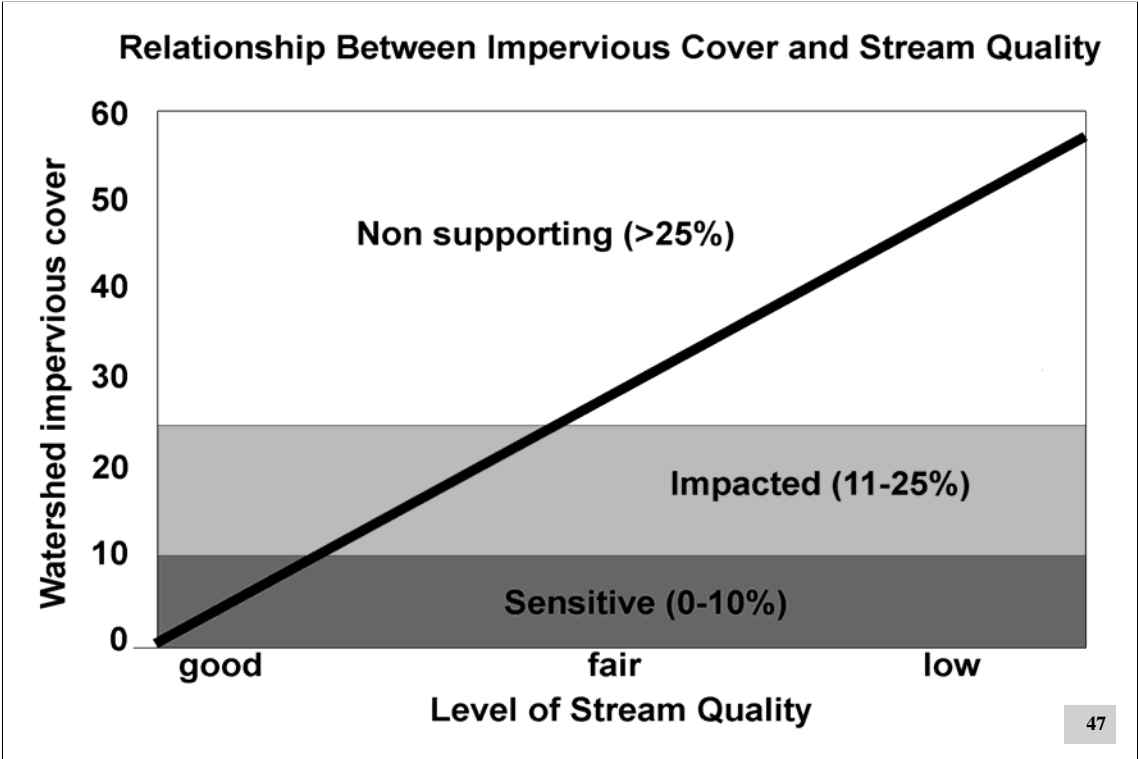 Relationship Between Impervious Cover and Stream Quality
Watershed impervious cover
60
50
40
30
20
10
0
Non supporting (>25%)
Impacted (11-25%)
Sensitive (0-10%)
good fair low
Level of Stream Quality
47